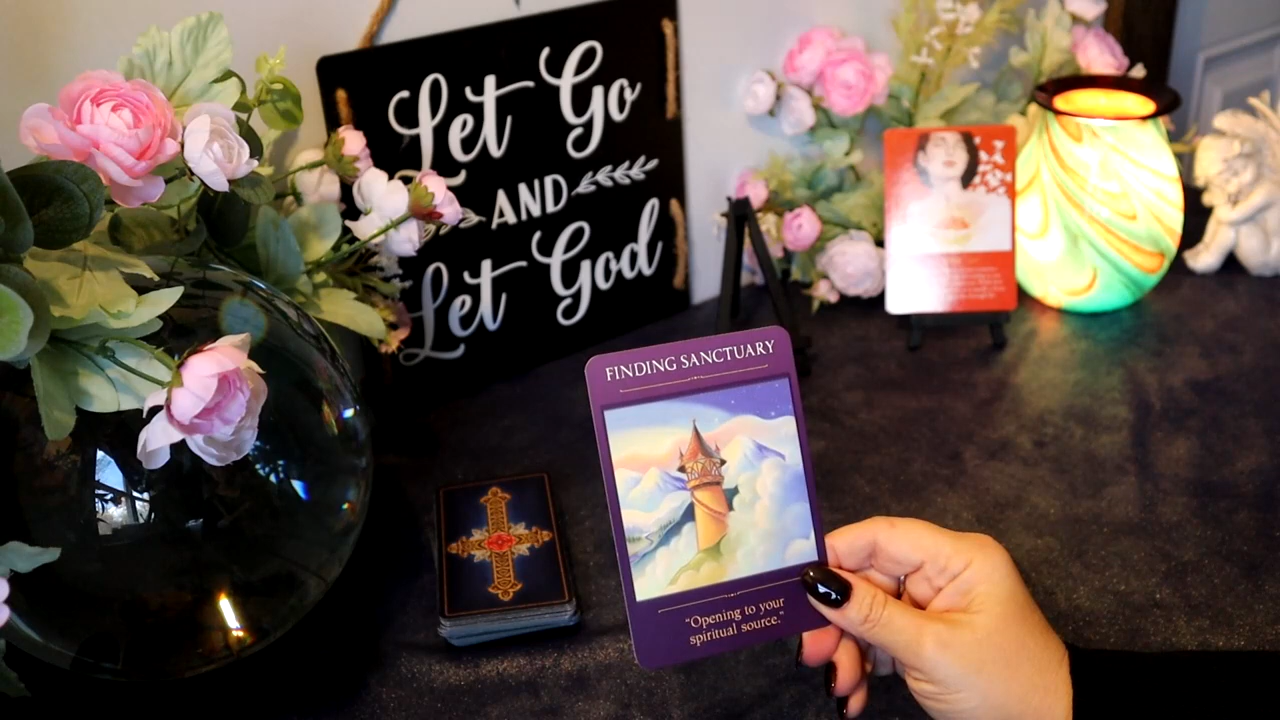 Let Go
AND
Let God
FINDING SANCTUARY
"Opening to your
spiritual source."